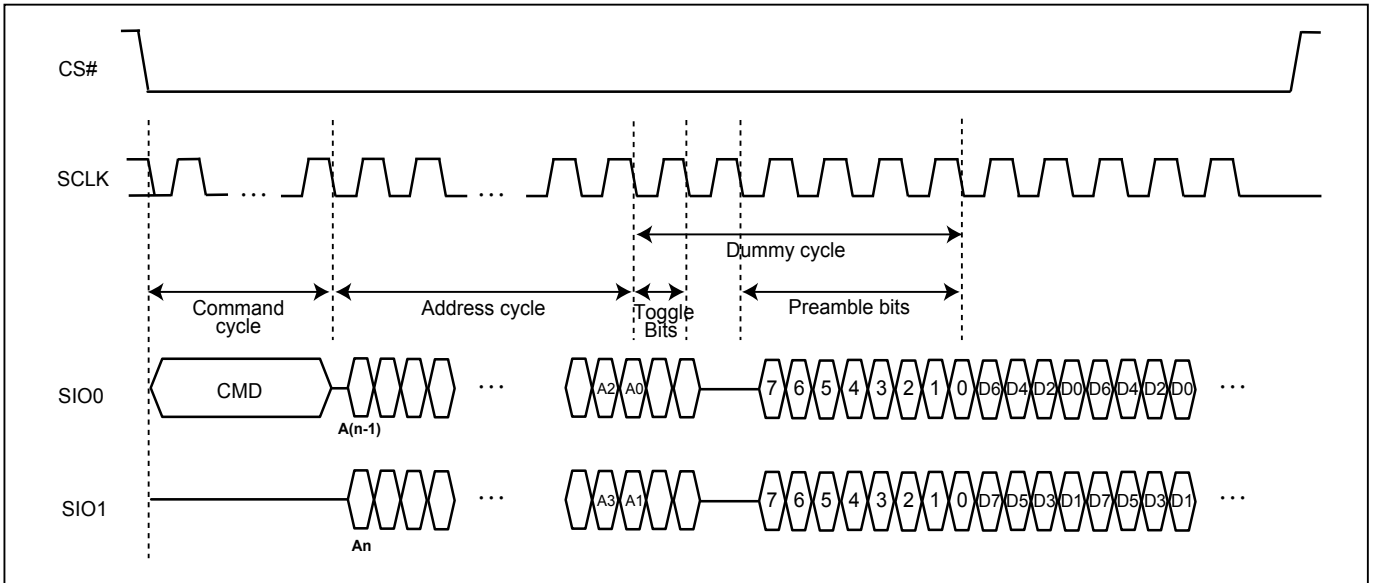 CS#
SCLK
... ...
Dummy cycle
Command
cycle
Address cycle
Toggle
Bits
Preamble bits
SIO0
CMD
A(n-1)
... A2 A0 7 6 5 4 3 2 1 0 D6 D4 D2 D0 D6 D4 D2 D0 ...
SIO1
An
... A3 A1 7 6 5 4 3 2 1 0 D7 D5 D3 D1 D7 D5 D3 D1 ...